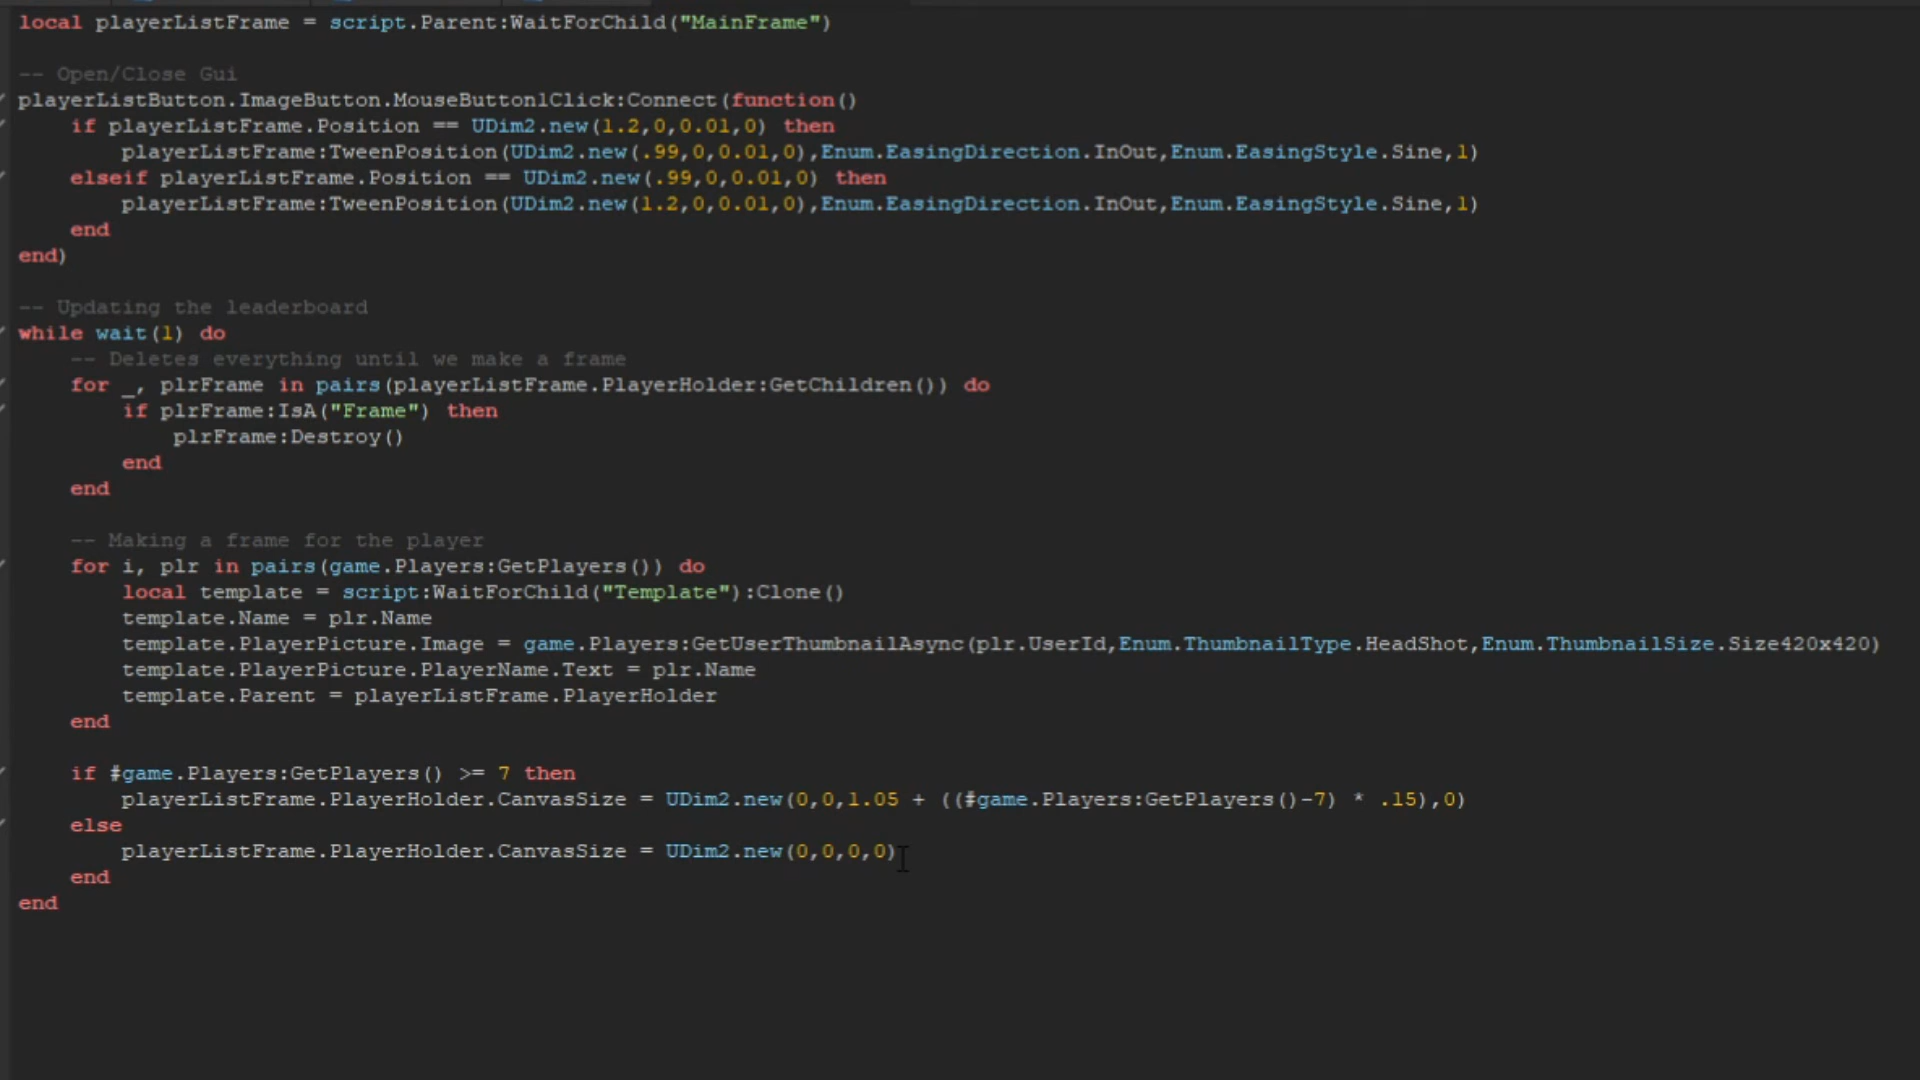 local playerListFrame = script.Parent:WaitForChild("MainFrame")
-- Open/Close Gui
playerListButton.ImageButton.MouseButton1Click:Connect(function()
if playerListFrame.Position == UDim2.new(1.2,0,0.01,0) then
playerListFrame:TweenPosition(UDim2.new(.99,0,0.01,0),Enum.EasingDirection.InOut,Enum.EasingStyle.Sine,1)
elseif playerListFrame.Position == UDim2.new(.99,0,0.01,0) then
playerListFrame:TweenPosition(UDim2.new(1.2,0,0.01,0),Enum.EasingDirection.InOut,Enum.EasingStyle.Sine,1)
end
end)
-- Updating the leaderboard
while wait(1) do
-- Deletes everything until we make a frame
for _, plrFrame in pairs(playerListFrame.PlayerHolder:GetChildren()) do
if plrFrame:IsA("Frame") then
plrFrame:Destroy()
end
end
-- Making a frame for the player
for i, plr in pairs(game.Players:GetPlayers()) do
local template = script:WaitForChild("Template"):Clone()
template.Name = plr.Name
template.PlayerPicture.Image = game.Players:GetUserThumbnailAsync(plr.UserId,Enum.ThumbnailType.HeadShot,Enum.ThumbnailSize.Size420x420)
template.PlayerPicture.PlayerName.Text = plr.Name
template.Parent = playerListFrame.PlayerHolder
end
if #game.Players:GetPlayers() >= 7 then
playerListFrame.PlayerHolder.CanvasSize = UDim2.new(0,0,1.05 + ((#game.Players:GetPlayers()-7) * .15),0)
else
playerListFrame.PlayerHolder.CanvasSize = UDim2.new(0,0,0,0)
end
end